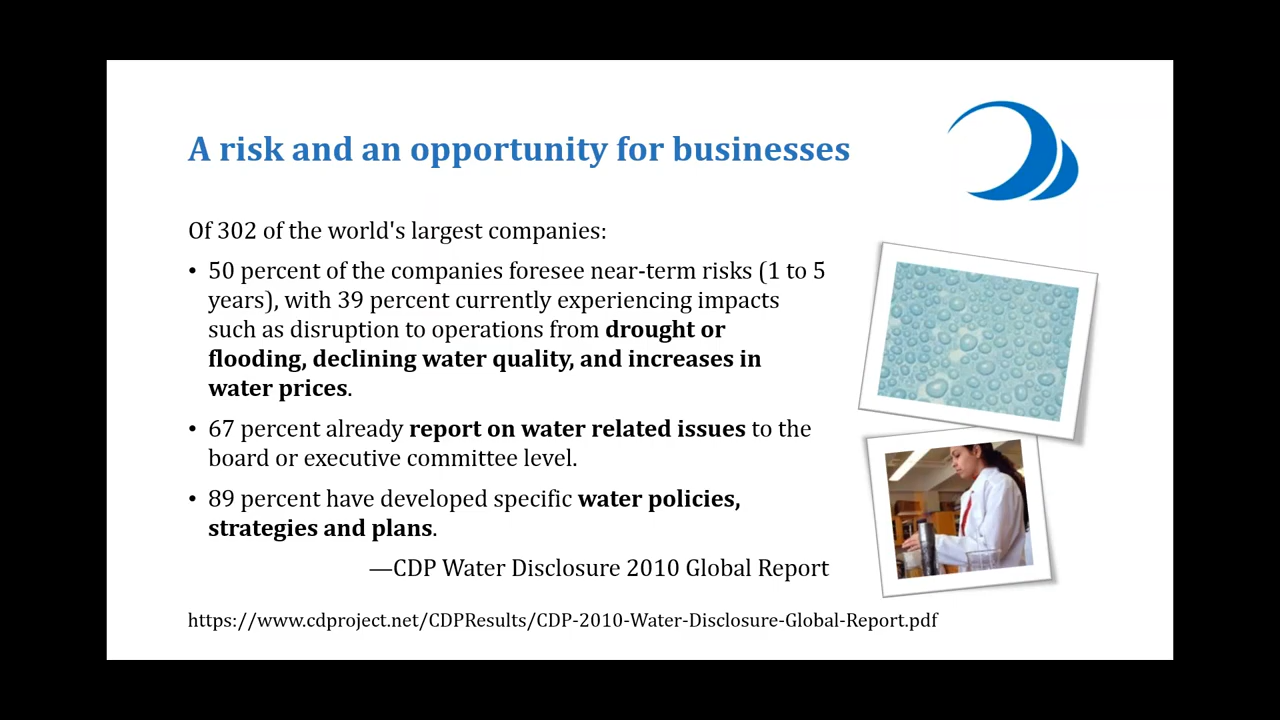 A risk and an opportunity for businesses
Of 302 of the world's largest companies:
• 50 percent of the companies foresee near-term risks (1 to 5
years), with 39 percent currently experiencing impacts
such as disruption to operations from drought or
flooding, declining water quality, and increases in
water prices.
• 67 percent already report on water related issues to the
board or executive committee level.
• 89 percent have developed specific water policies,
strategies and plans.
—CDP Water Disclosure 2010 Global Report
https://www.cdproject.net/CDPResults/CDP-2010-Water-Disclosure-Global-Report.pdf